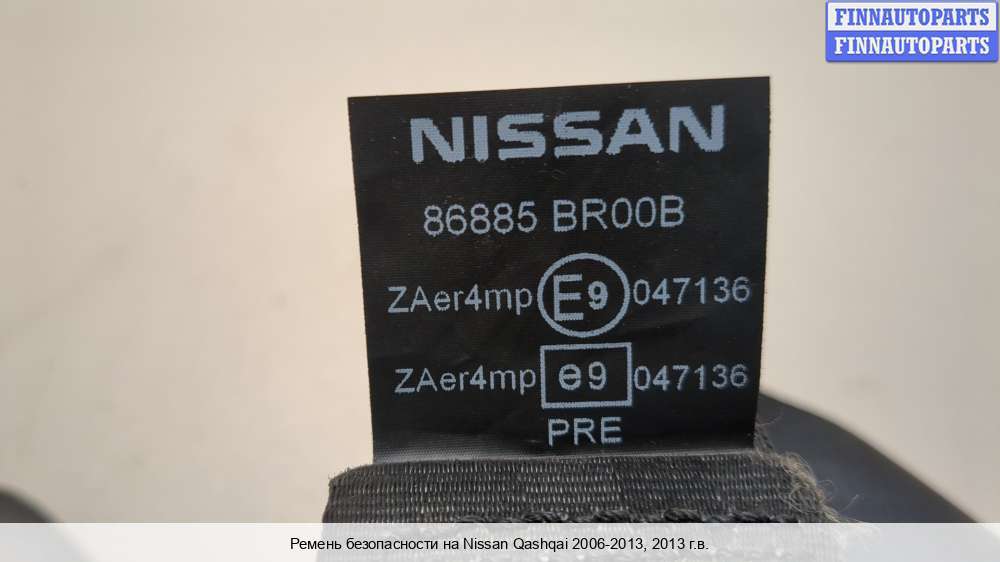 FINNAUTOPARTS
FINNAUTOPARTS
NISSAN
86885 BR00B
ZAer4mp E9 047136
ZAer4mp e9 047136
PRE
Ремень безопасности на Nissan Qashqai 2006-2013, 2013 г.в.